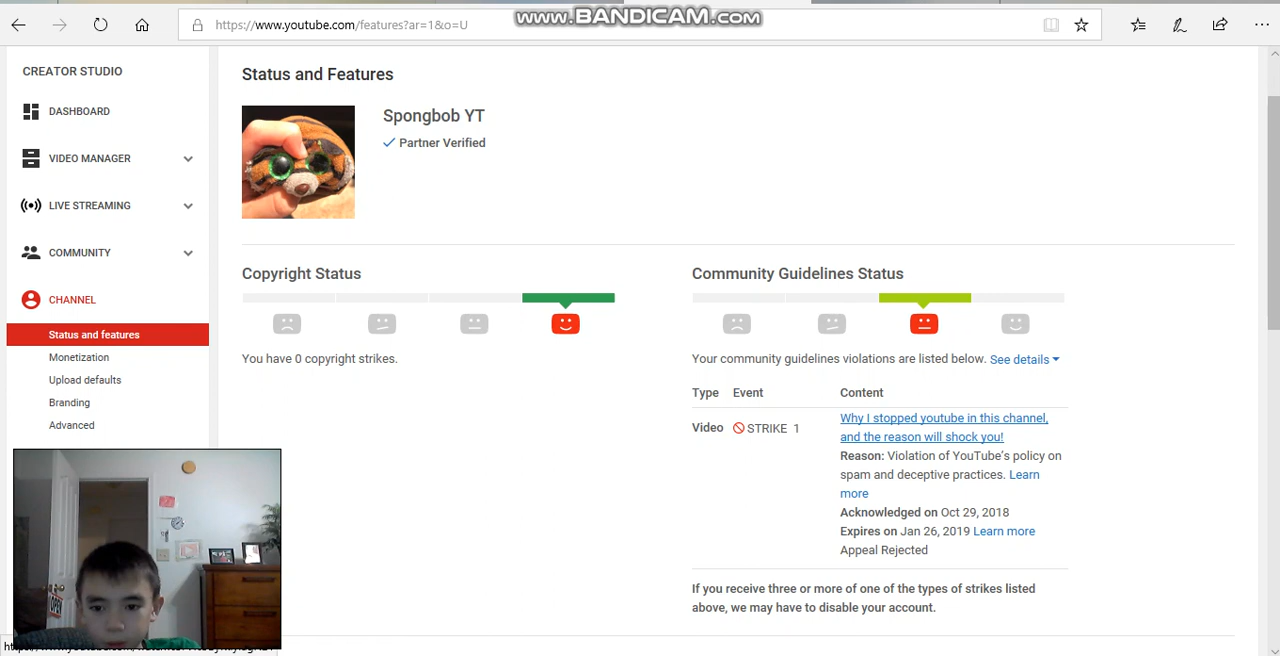 www.BANDICAM.com
https://www.youtube.com/features?ar=1&o=U
CREATOR STUDIO
DASHBOARD
VIDEO MANAGER
LIVE STREAMING
COMMUNITY
CHANNEL
Status and features
Monetization
Upload defaults
Branding
Advanced
OPEN
Status and Features
Spongbob YT
Partner Verified
Copyright Status
You have 0 copyright strikes.
Community Guidelines Status
Your community guidelines violations are listed below. See details
Type Event Content
Video STRIKE 1 Why I stopped youtube in this channel,
and the reason will shock you!
Reason: Violation of YouTube's policy on
spam and deceptive practices. Learn
more
Acknowledged on Oct 29, 2018
Expires on Jan 26, 2019 Learn more
Appeal Rejected
If you receive three or more of one of the types of strikes listed
above, we may have to disable your account.